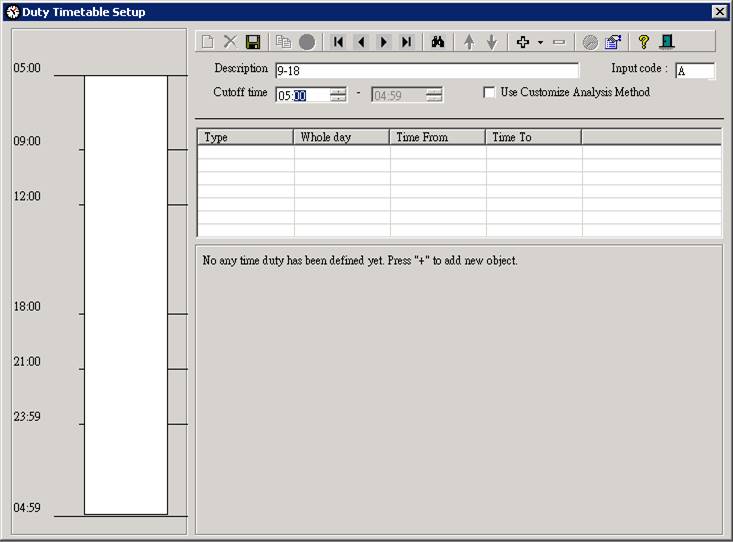 Duty Timetable Setup
Description 9-18 Input code : A
Cutoff time 05:00 - 04:59 Use Customize Analysis Method
Type Whole day Time From Time To
No any time duty has been defined yet. Press "+" to add new object.
05:00
09:00
12:00
18:00
21:00
23:59
04:59